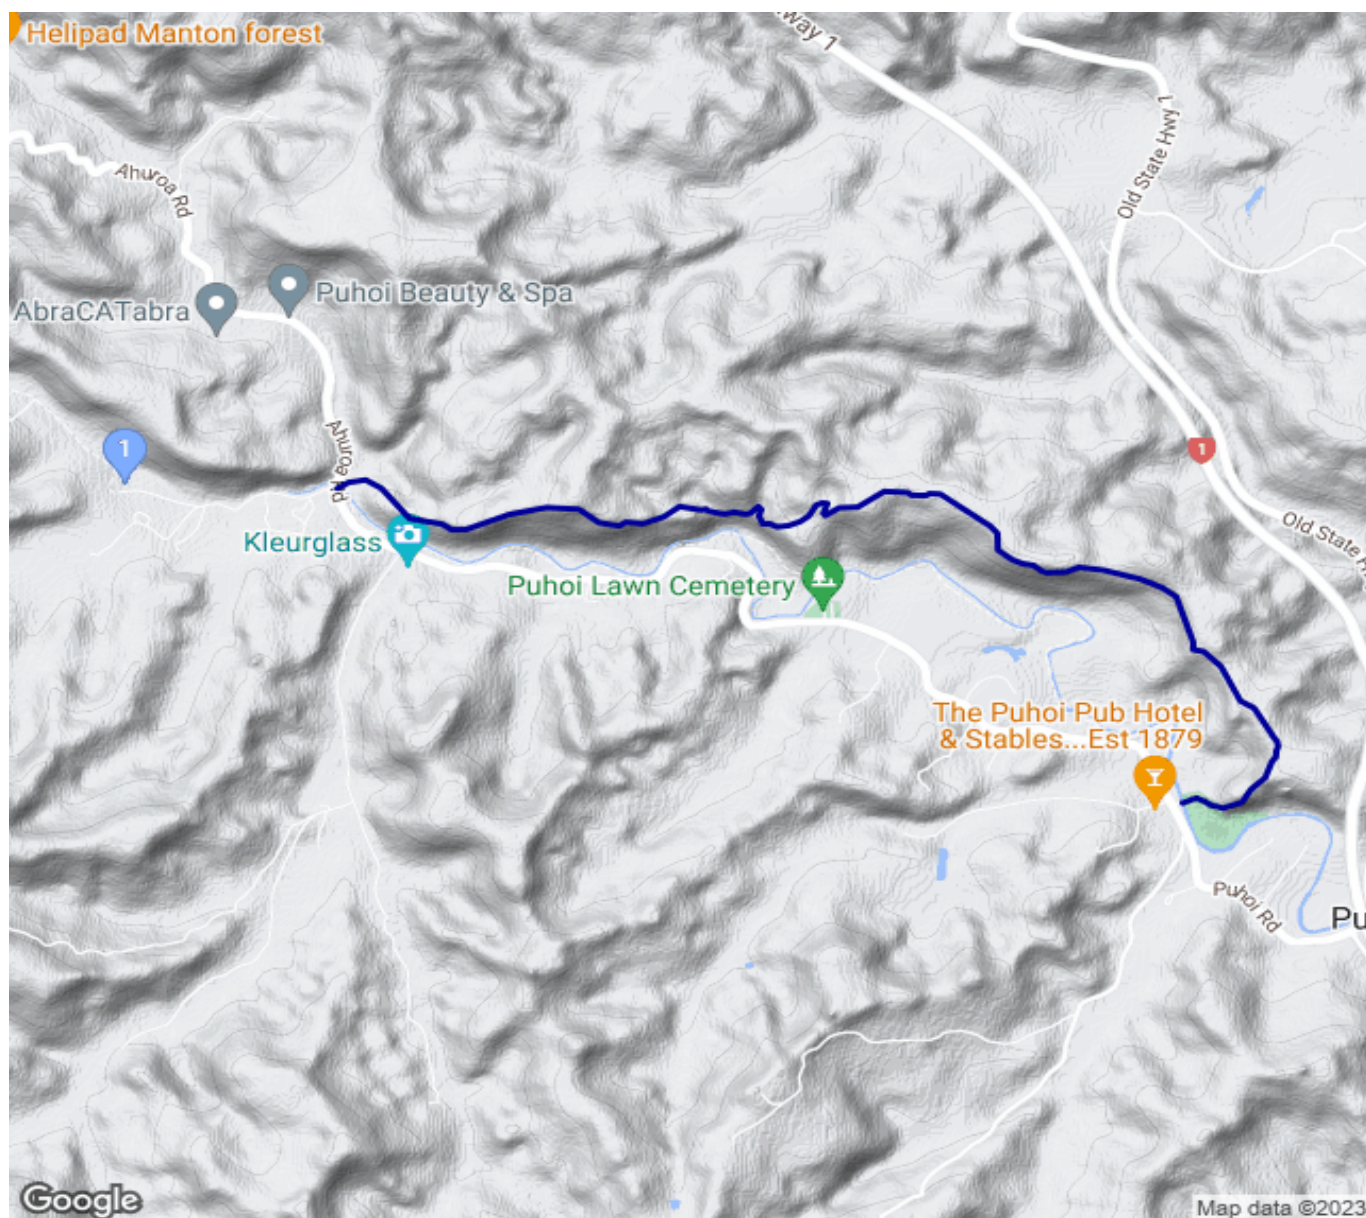 Helipad Manton forest
way 1
Ahuroa Rd
Old State Hwy 1
AbraCATabra
Puhoi Beauty & Spa
1
1
Ahuroa Rd
Kleurglass
Old State H
Puhoi Lawn Cemetery
The Puhoi Pub Hotel
& Stables...Est 1879
Puhoi Rd
Pu
Google
Map data ©2023